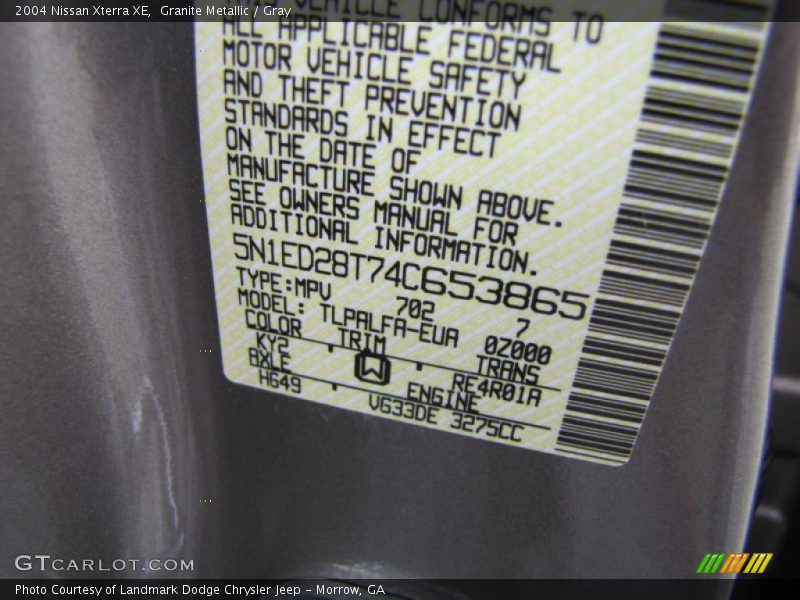 2004 Nissan Xterra XE, Granite Metallic / Gray
VEHICLE CONFORMS TO
ALL APPLICABLE FEDERAL
MOTOR VEHICLE SAFETY
AND THEFT PREVENTION
STANDARDS IN EFFECT
ON THE DATE OF
MANUFACTURE SHOWN ABOVE.
SEE OWNERS MANUAL FOR
ADDITIONAL INFORMATION.
5N1ED28T74C653865
TYPE:MPV 702 7
MODEL: TLPALFA-EUA 0Z000
COLOR TRIM TRANS
KY2 W RE4R01A
AXLE ENGINE
H649 VG33DE 3275CC
GTCARLOT.COM
Photo Courtesy of Landmark Dodge Chrysler Jeep - Morrow, GA